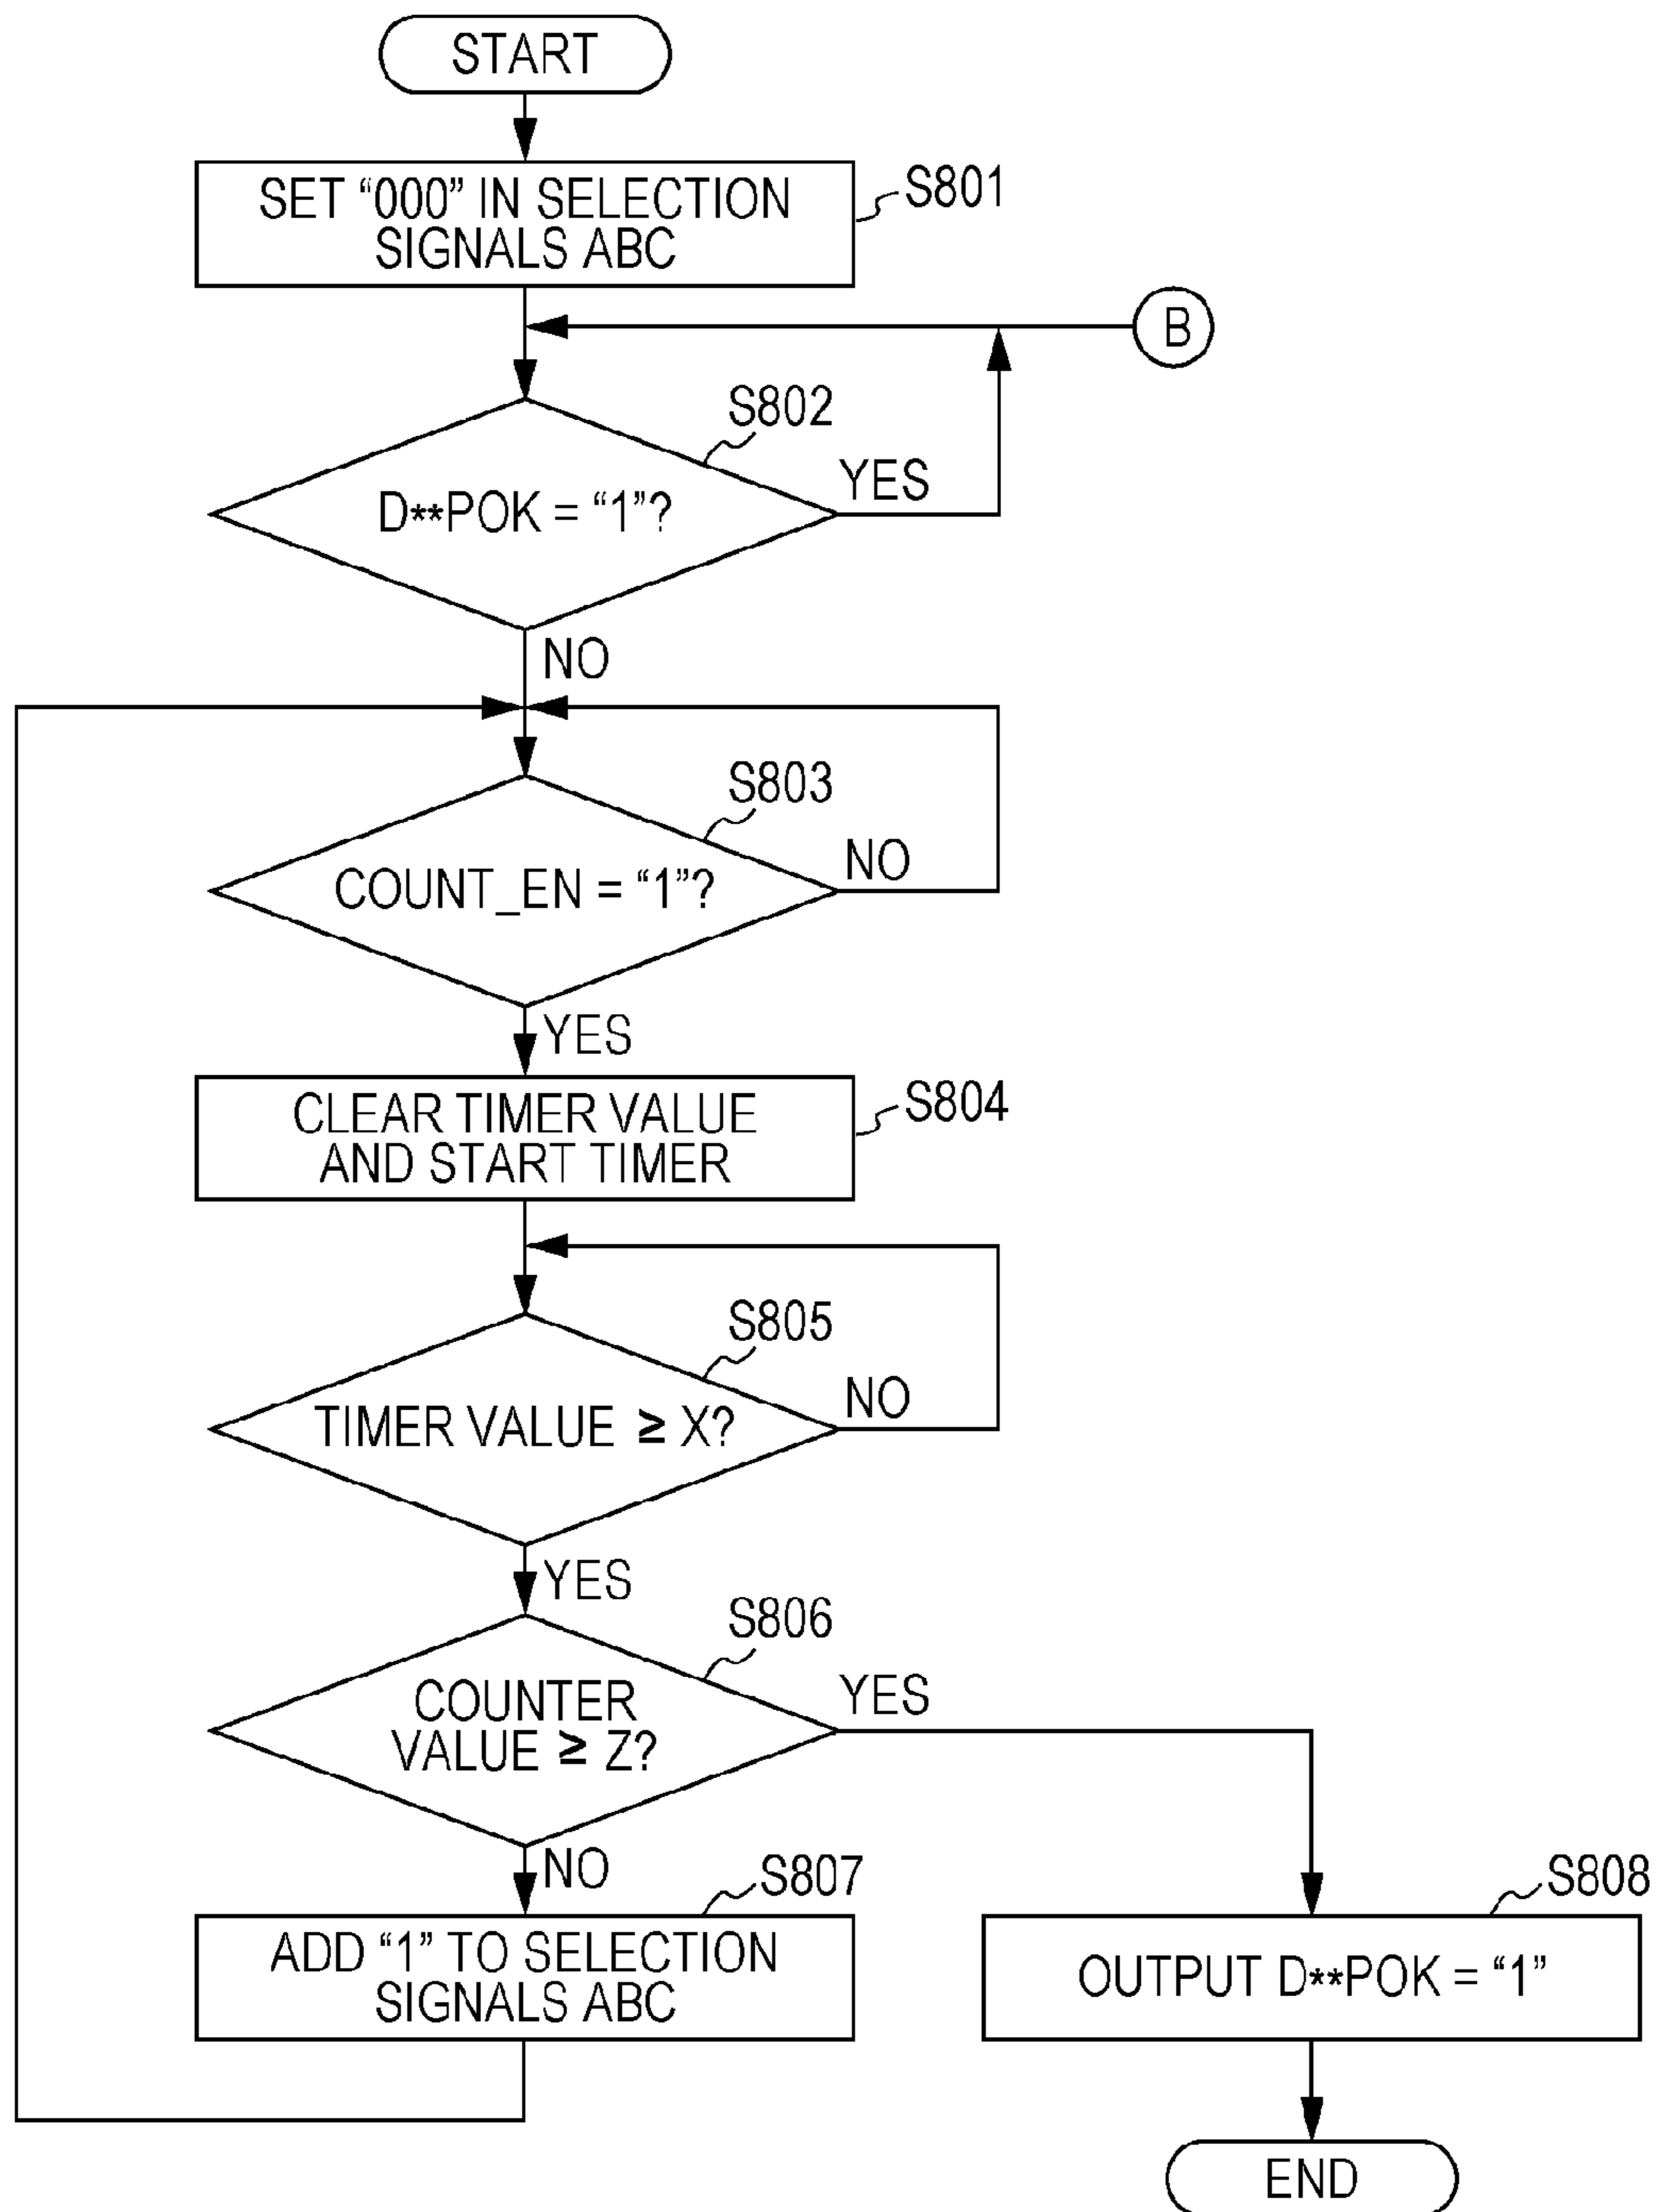 START
SET “000” IN SELECTION
SIGNALS ABC
S801
B
S802
D**POK = “1”?
YES
NO
S803
COUNT_EN = “1”?
NO
YES
CLEAR TIMER VALUE
AND START TIMER
S804
S805
TIMER VALUE ≥ X?
NO
YES
S806
COUNTER
VALUE ≥ Z?
YES
NO
S807
ADD “1” TO SELECTION
SIGNALS ABC
S808
OUTPUT D**POK = “1”
END